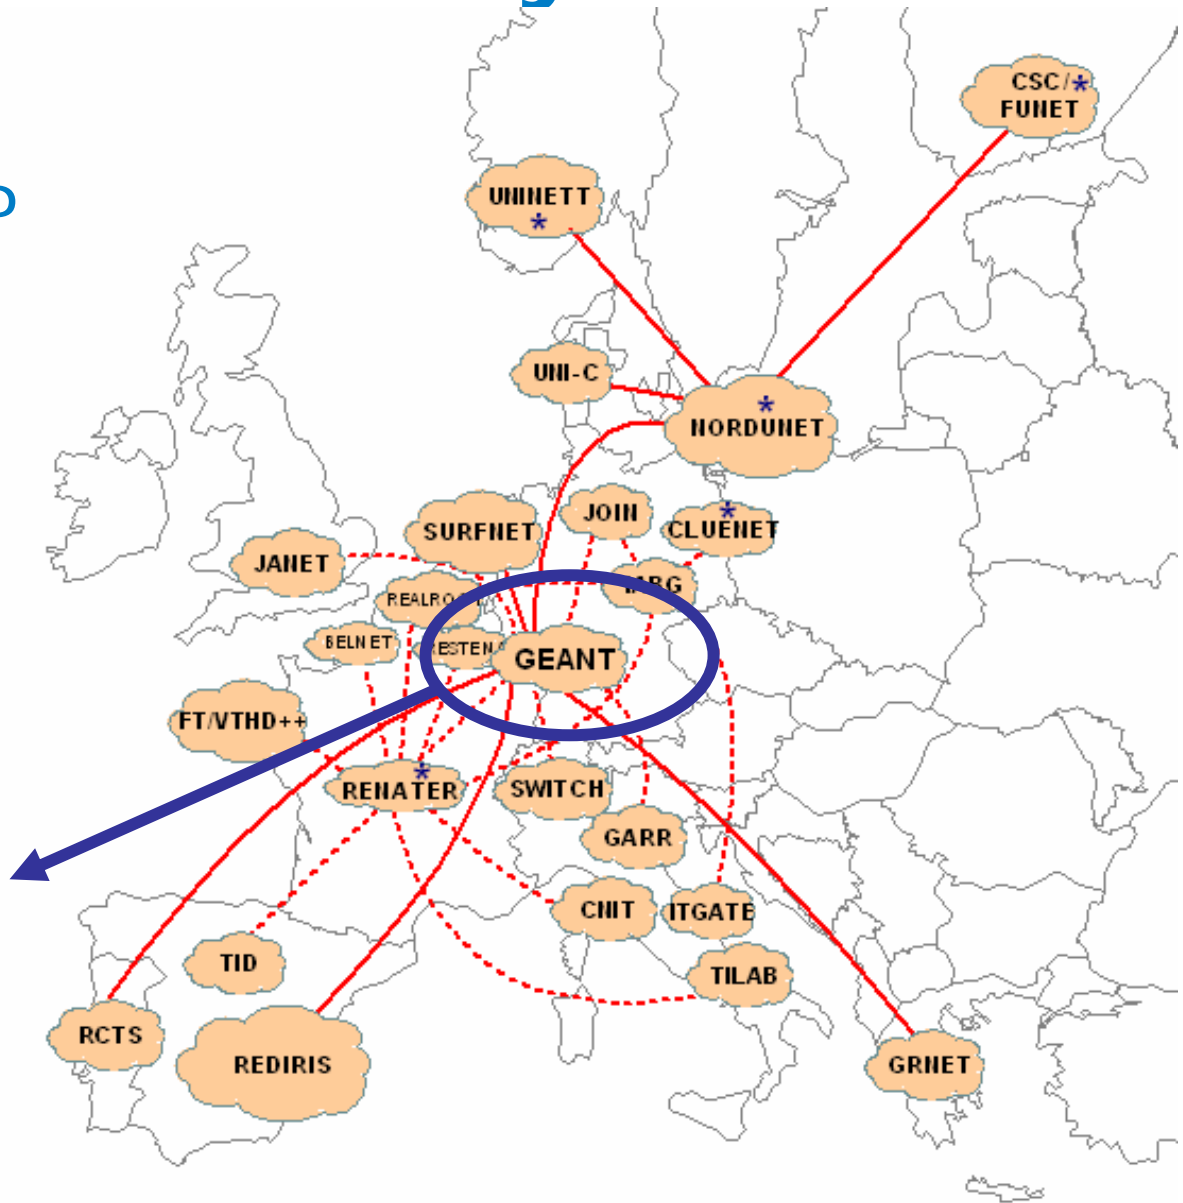 CSC/*
FUNET
UNINETT
*
UNI-C
*
NORDUNET
SURFNET
JOIN
*
CLUENET
JANET
BELNET
GEANT
FT/VTHD++
*
RENATER
SWITCH
GARR
CNIT
ITGATE
TID
TILAB
RCTS
REDIRIS
GRNET